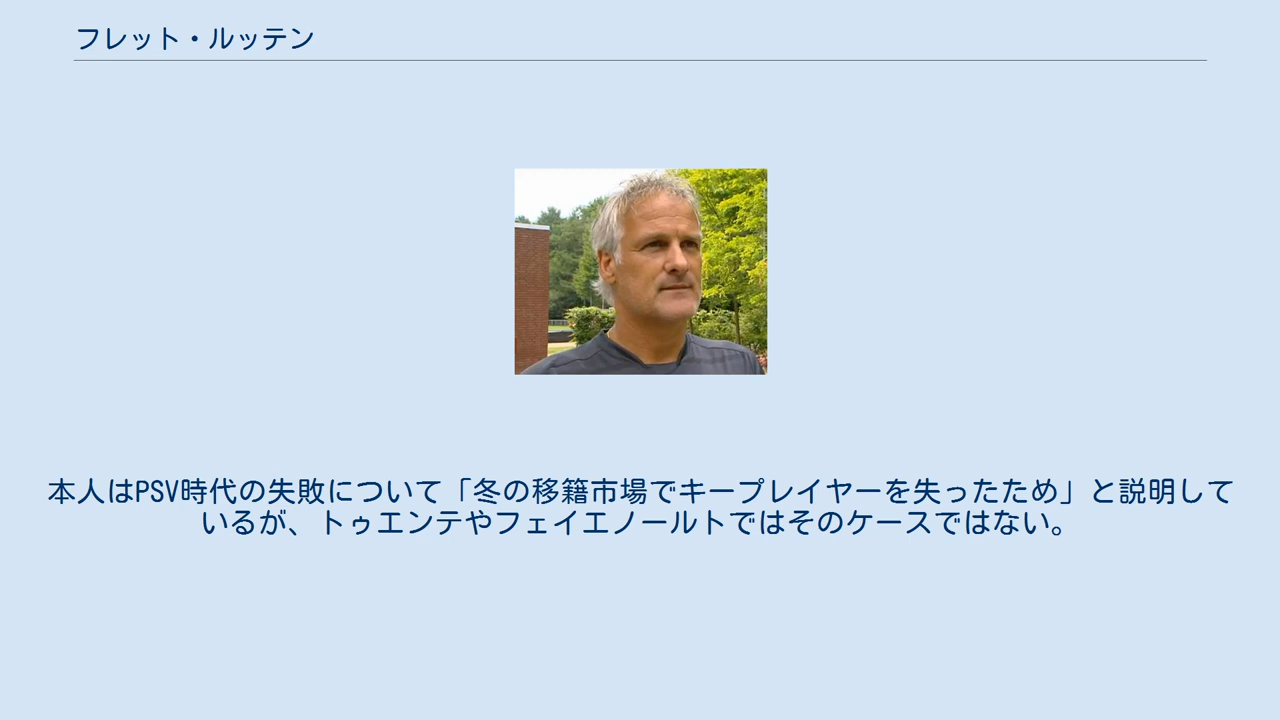 フレット・ルッテン
本人はPSV時代の失敗について「冬の移籍市場でキープレイヤーを失ったため」と説明して
いるが、トゥエンテやフェイエノールトではそのケースではない。